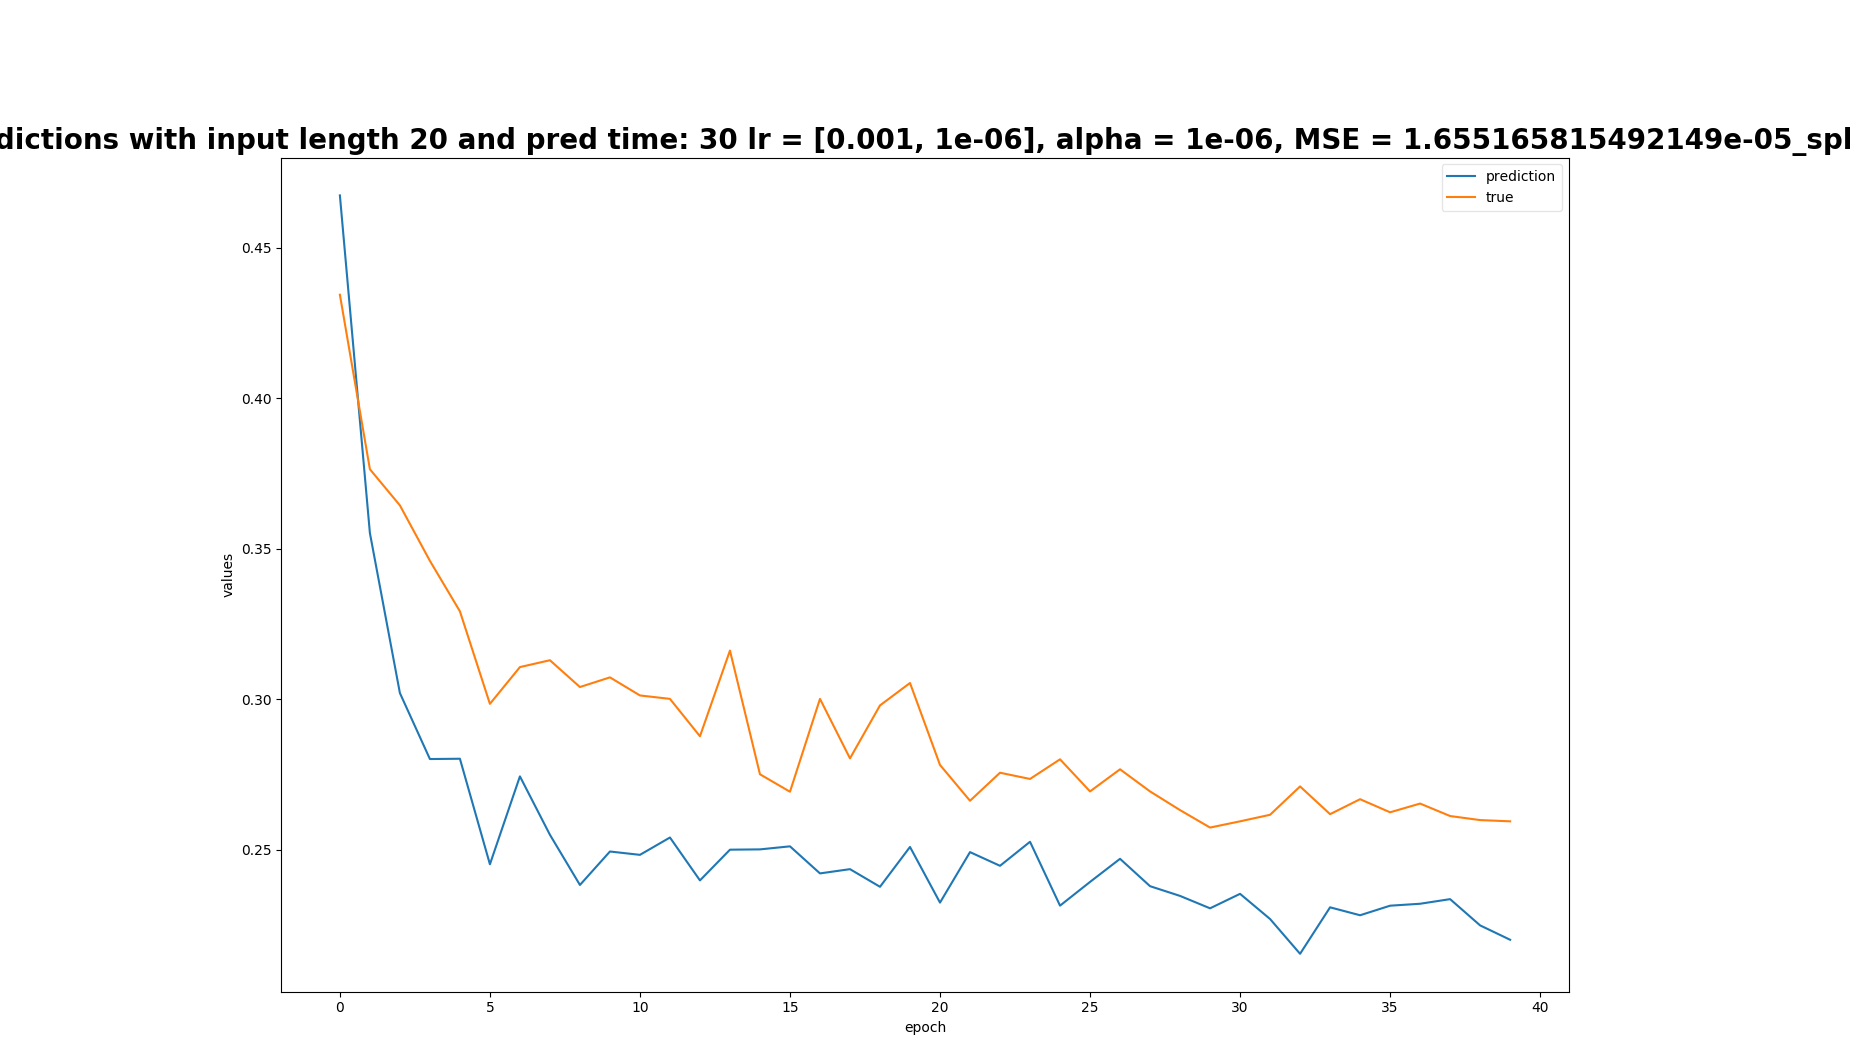 dictions with input length 20 and pred time: 30 lr = [0.001, 1e-06], alpha = 1e-06, MSE = 1.655165815492149e-05_spl
prediction
true
0.45
0.40
0.35
0.30
0.25
values
0 5 10 15 20 25 30 35 40
epoch